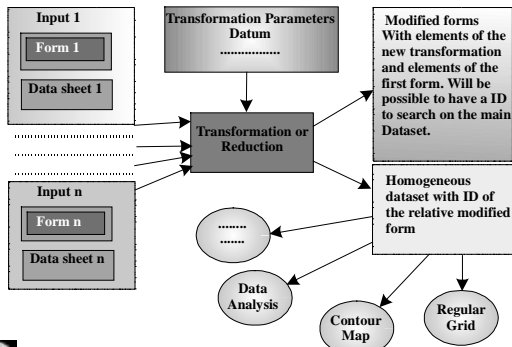 Input 1
Form 1
Data sheet 1
Transformation Parameters
Datum
.................
Modified forms
With elements of the
new transformation
and elements of the
first form. Will be
possible to have a ID
to search on the main
Dataset.
Transformation or
Reduction
Input n
Form n
Data sheet n
Homogeneous
dataset with ID of
the relative modified
form
........
.......
Data
Analysis
Contour
Map
Regular
Grid